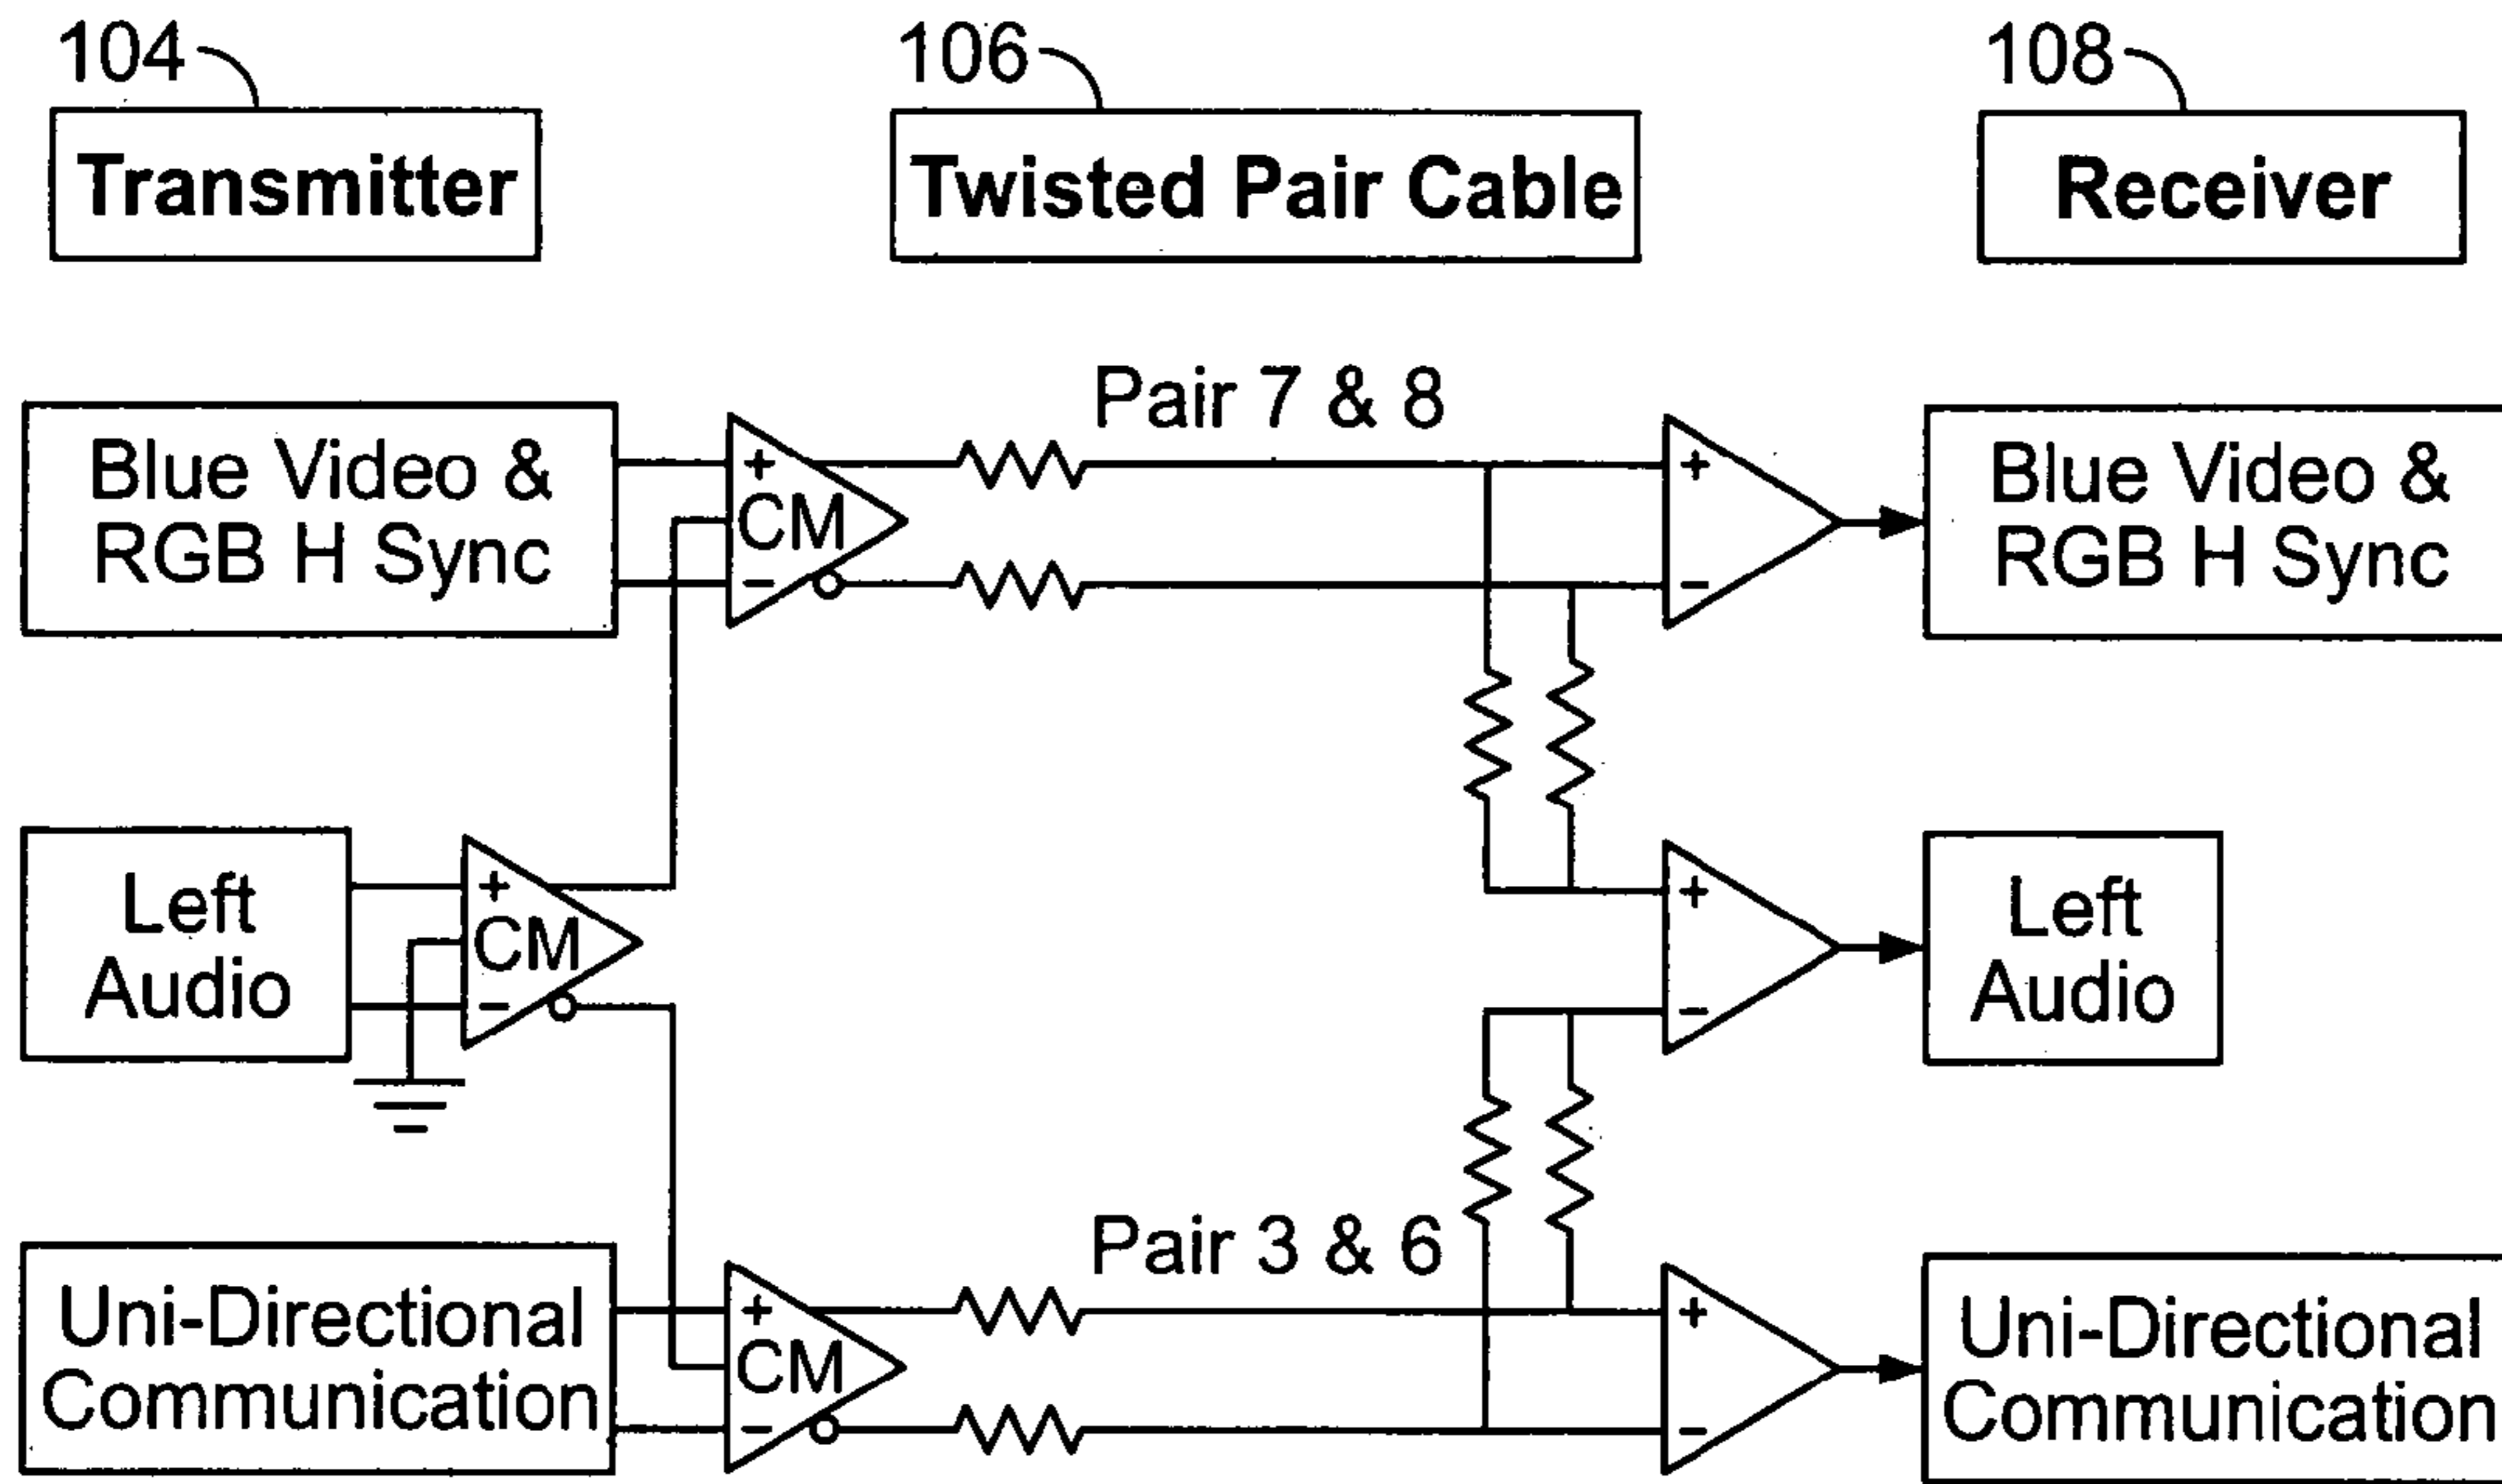 104
106
108
Transmitter
Twisted Pair Cable
Receiver
Pair 7 & 8
Blue Video &
RGB H Sync
+
CM
−
+
−
Blue Video &
RGB H Sync
Left
Audio
+
CM
−
+
−
Left
Audio
Pair 3 & 6
Uni-Directional
Communication
+
CM
−
+
−
Uni-Directional
Communication